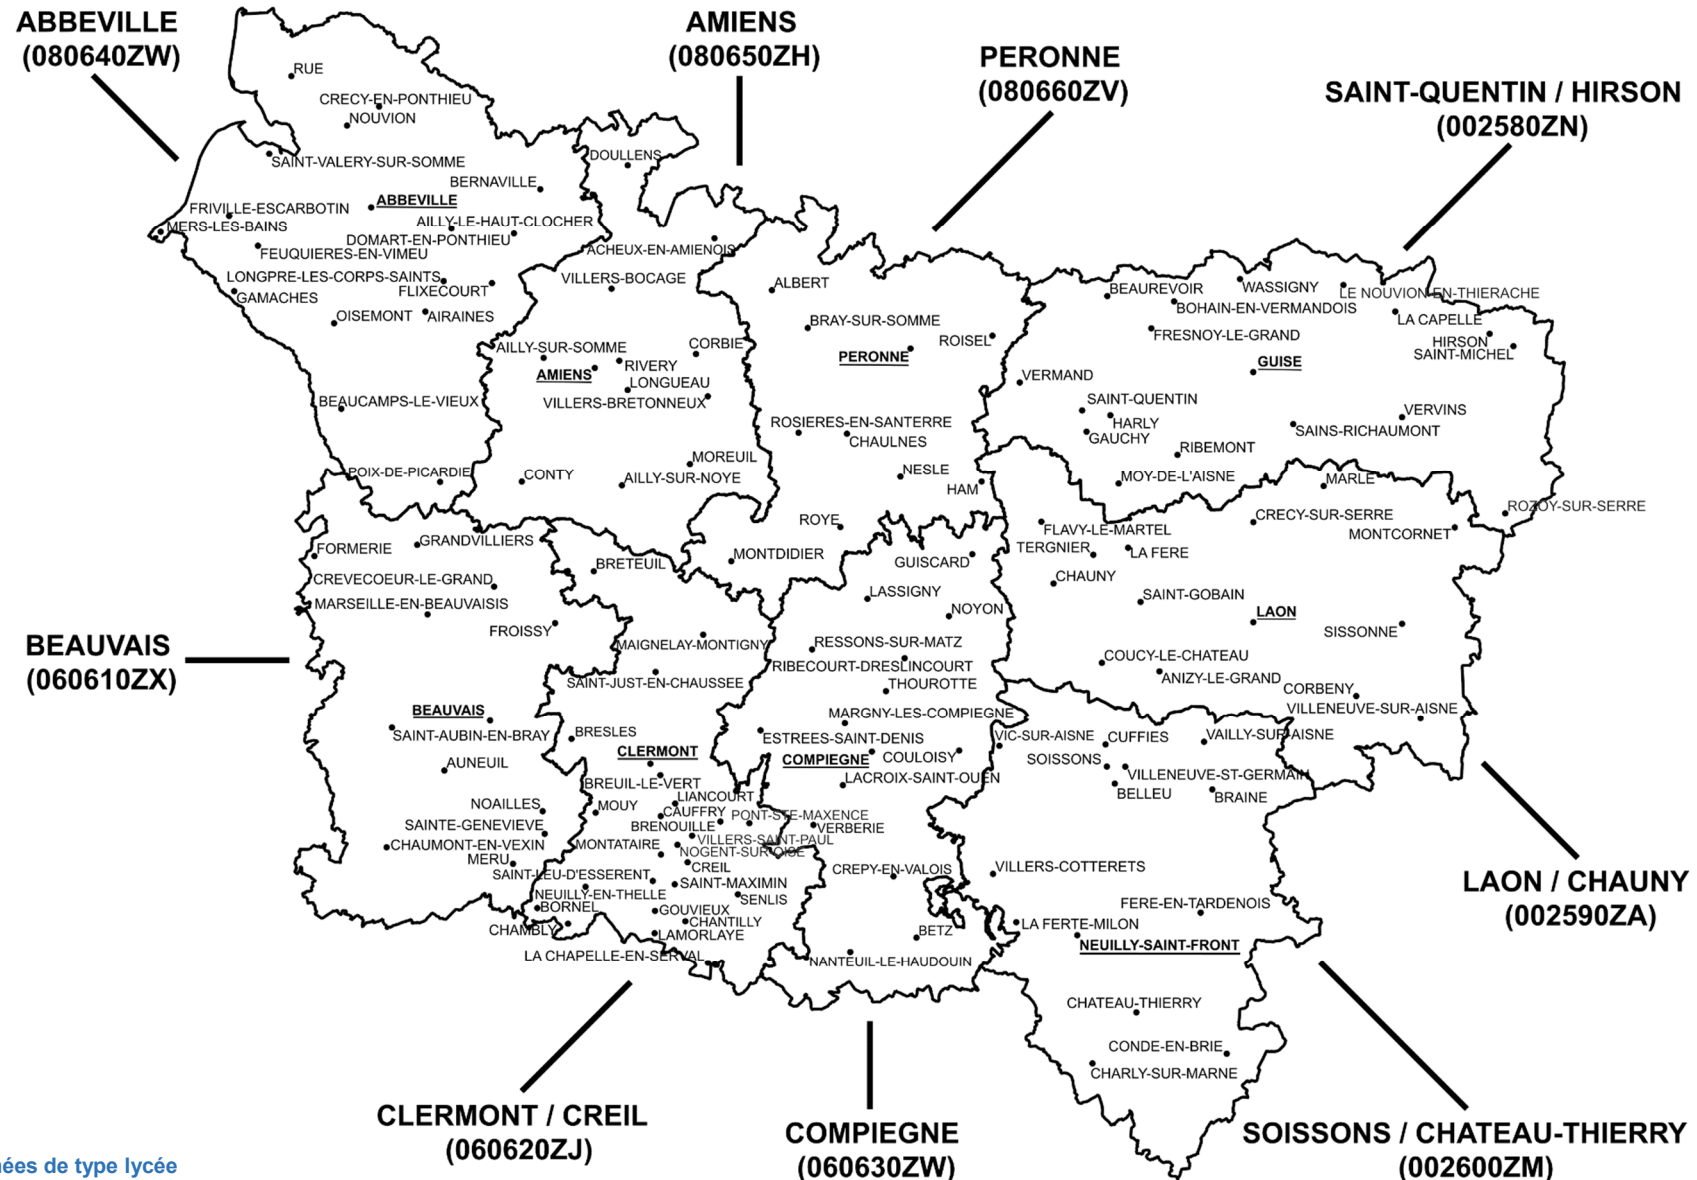 ABBEVILLE
(080640ZW)
AMIENS
(080650ZH)
PERONNE
(080660ZV)
SAINT-QUENTIN / HIRSON
(002580ZN)
RUE
CRECY-EN-PONTHIEU
NOUVION
SAINT-VALERY-SUR-SOMME
DOULLENS
BERNAVILLE
ABBEVILLE
FRIVILLE-ESCARBOTIN
MERS-LES-BAINS
AILLY-LE-HAUT-CLOCHER
DOMART-EN-PONTHIEU
FEUQUIERES-EN-VIMEU
ACHEUX-EN-AMIENOIS
LONGPRE-LES-CORPS-SAINTS
FLIXECOURT
GAMACHES
OISEMONT
AIRAINES
VILLERS-BOCAGE
ALBERT
BRAY-SUR-SOMME
ROISEL
PERONNE
AILLY-SUR-SOMME
CORBIE
RIVERY
AMIENS
LONGUEAU
VILLERS-BRETONNEUX
BEAUCAMPS-LE-VIEUX
BEAUREVOIR
WASSIGNY
LE NOUVION-EN-THIERACHE
BOHAIN-EN-VERMANDOIS
LA CAPELLE
FRESNOY-LE-GRAND
HIRSON
SAINT-MICHEL
GUISE
VERMAND
SAINT-QUENTIN
HARLY
GAUCHY
VERVINS
SAINS-RICHAUMONT
RIBEMONT
ROSIERES-EN-SANTERRE
CHAULNES
MOREUIL
POIX-DE-PICARDIE
CONTY
AILLY-SUR-NOYE
NESLE
HAM
MOY-DE-L'AISNE
MARLE
ROZOY-SUR-SERRE
ROYE
CRECY-SUR-SERRE
MONTCORNET
FLAVY-LE-MARTEL
TERGNIER
LA FERE
FORMERIE
GRANDVILLIERS
MONTDIDIER
GUISCARD
BRETEUIL
CHAUNY
CREVECOEUR-LE-GRAND
LASSIGNY
SAINT-GOBAIN
MARSEILLE-EN-BEAUVAISIS
NOYON
LAON
FROISSY
SISSONNE
MAIGNELAY-MONTIGNY
RESSONS-SUR-MATZ
BEAUVAIS
(060610ZX)
RIBECOURT-DRESLINCOURT
COUCY-LE-CHATEAU
SAINT-JUST-EN-CHAUSSEE
THOUROTTE
ANIZY-LE-GRAND
CORBENY
VILLENEUVE-SUR-AISNE
BEAUVAIS
MARGNY-LES-COMPIEGNE
SAINT-AUBIN-EN-BRAY
BRESLES
ESTREES-SAINT-DENIS
VIC-SUR-AISNE
CUFFIES
VAILLY-SUR-AISNE
CLERMONT
COMPIEGNE
COULOISY
SOISSONS
AUNEUIL
LACROIX-SAINT-OUEN
VILLENEUVE-ST-GERMAIN
BREUIL-LE-VERT
BELLEU
BRAINE
LIANCOURT
NOAILLES
MOUY
CAUFFRY
PONT-STE-MAXENCE
SAINTE-GENEVIEVE
BRENOUILLE
VERBERIE
VILLERS-SAINT-PAUL
CHAUMONT-EN-VEXIN
MONTATAIRE
NOGENT-SUR-OISE
MERU
CREIL
CREPY-EN-VALOIS
VILLERS-COTTERETS
SAINT-LEU-D'ESSERENT
SAINT-MAXIMIN
NEUILLY-EN-THELLE
SENLIS
LAON / CHAUNY
(002590ZA)
BORNEL
GOUVIEUX
FERE-EN-TARDENOIS
CHANTILLY
CHAMBLY
LAMORLAYE
BETZ
LA FERTE-MILON
NEUILLY-SAINT-FRONT
LA CHAPELLE-EN-SERVAL
NANTEUIL-LE-HAUDOUIN
CHATEAU-THIERRY
CONDE-EN-BRIE
CHARLY-SUR-MARNE
CLERMONT / CREIL
(060620ZJ)
COMPIEGNE
(060630ZW)
SOISSONS / CHATEAU-THIERRY
(002600ZM)
ées de type lycée